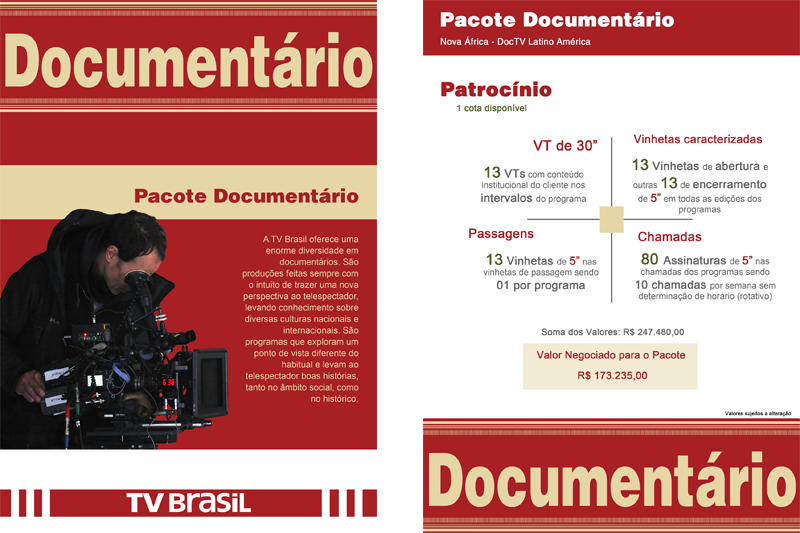 Documentário
Pacote Documentário
A TV Brasil oferece uma
enorme diversidade em
documentários. São
produções feitas sempre com
o intuito de trazer uma nova
perspectiva ao telespectador,
levando conhecimento sobre
diversas culturas nacionais e
internacionais. São
programas que exploram um
ponto de vista diferente do
habitual e levam ao
telespectador boas histórias,
tanto no âmbito social, como
no histórico.
TV BRASIL
Pacote Documentário
Nova África - DocTV Latino América
Patrocínio
1 cota disponível
VT de 30”
13 VTs com conteúdo
institucional do cliente nos
intervalos do programa
Vinhetas caracterizadas
13 Vinhetas de abertura e
outras 13 de encerramento
de 5” em todas as edições dos
programas
Passagens
13 Vinhetas de 5” nas
vinhetas de passagem sendo
01 por programa
Chamadas
80 Assinaturas de 5” nas
chamadas dos programas sendo
10 chamadas por semana sem
determinação de horário (rotativo)
Soma dos Valores: R$ 247.480,00
Valor Negociado para o Pacote
R$ 173.235,00
Valores sujeitos a alteração
Documentário